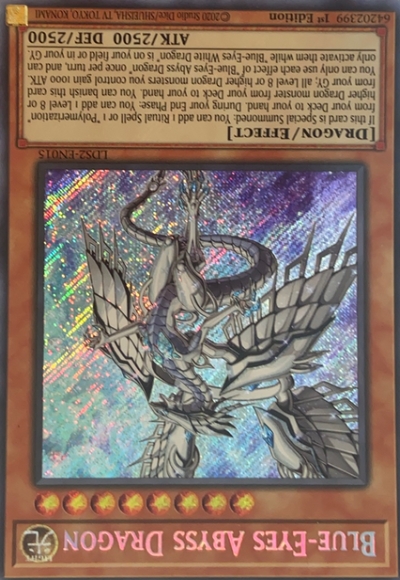 BLUE-EYES ABYSS DRAGON
LIGHT
光
LDS2-EN015
[DRAGON/EFFECT]
If this card is Special Summoned: You can add 1 Ritual Spell or 1 "Polymerization"
from your Deck to your hand. During your End Phase: You can add 1 Level 8 or
higher Dragon monster from your Deck to your hand. You can banish this card
from your GY; all Level 8 or higher Dragon monsters you control gain 1000 ATK.
You can only use each effect of "Blue-Eyes Abyss Dragon" once per turn, and can
only activate them while "Blue-Eyes White Dragon" is on your field or in your GY.
ATK/2500 DEF/2500
64202399 1st Edition ©2020 Studio Dice/SHUEISHA, TV TOKYO, KONAMI